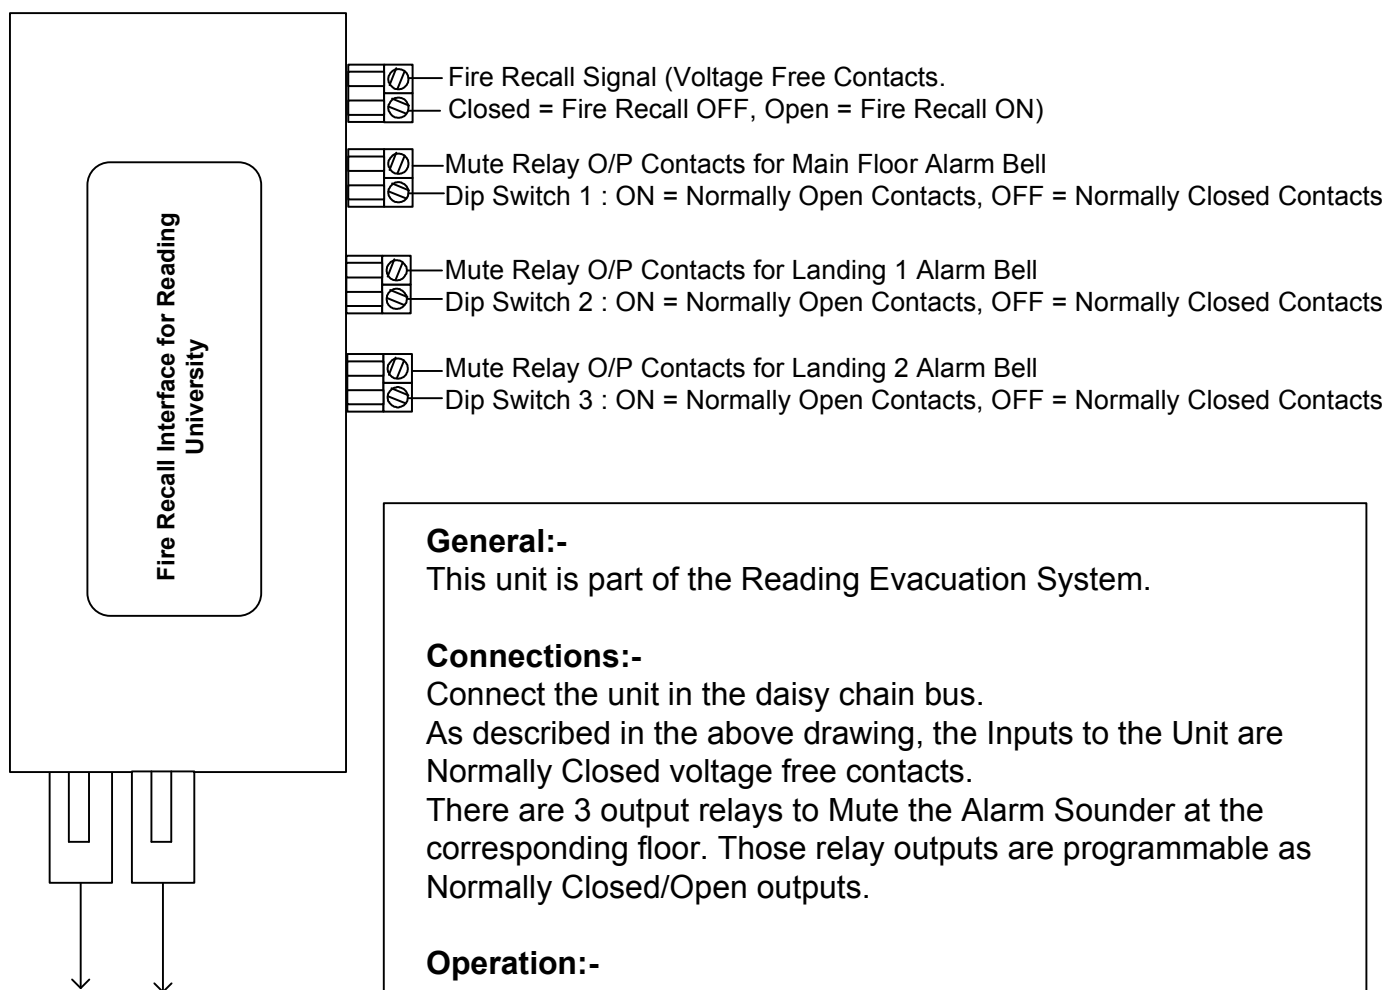 Fire Recall Signal (Voltage Free Contacts.
Closed = Fire Recall OFF, Open = Fire Recall ON)
Mute Relay O/P Contacts for Main Floor Alarm Bell
Dip Switch 1 : ON = Normally Open Contacts, OFF = Normally Closed Contacts
Mute Relay O/P Contacts for Landing 1 Alarm Bell
Dip Switch 2 : ON = Normally Open Contacts, OFF = Normally Closed Contacts
Mute Relay O/P Contacts for Landing 2 Alarm Bell
Dip Switch 3 : ON = Normally Open Contacts, OFF = Normally Closed Contacts
Fire Recall Interface for Reading
University
General:-
This unit is part of the Reading Evacuation System.
Connections:-
Connect the unit in the daisy chain bus.
As described in the above drawing, the Inputs to the Unit are
Normally Closed voltage free contacts.
There are 3 output relays to Mute the Alarm Sounder at the
corresponding floor. Those relay outputs are programmable as
Normally Closed/Open outputs.
Operation:-